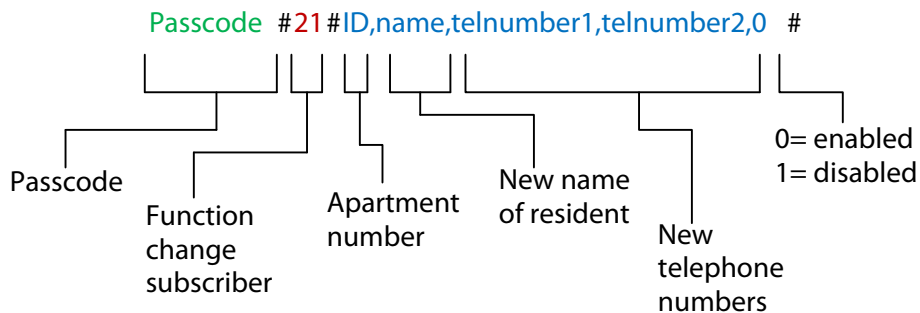 Passcode #21#ID,name,telnumber1,telnumber2,0 #
Passcode
Function
change
subscriber
Apartment
number
New name
of resident
New
telephone
numbers
0= enabled
1= disabled